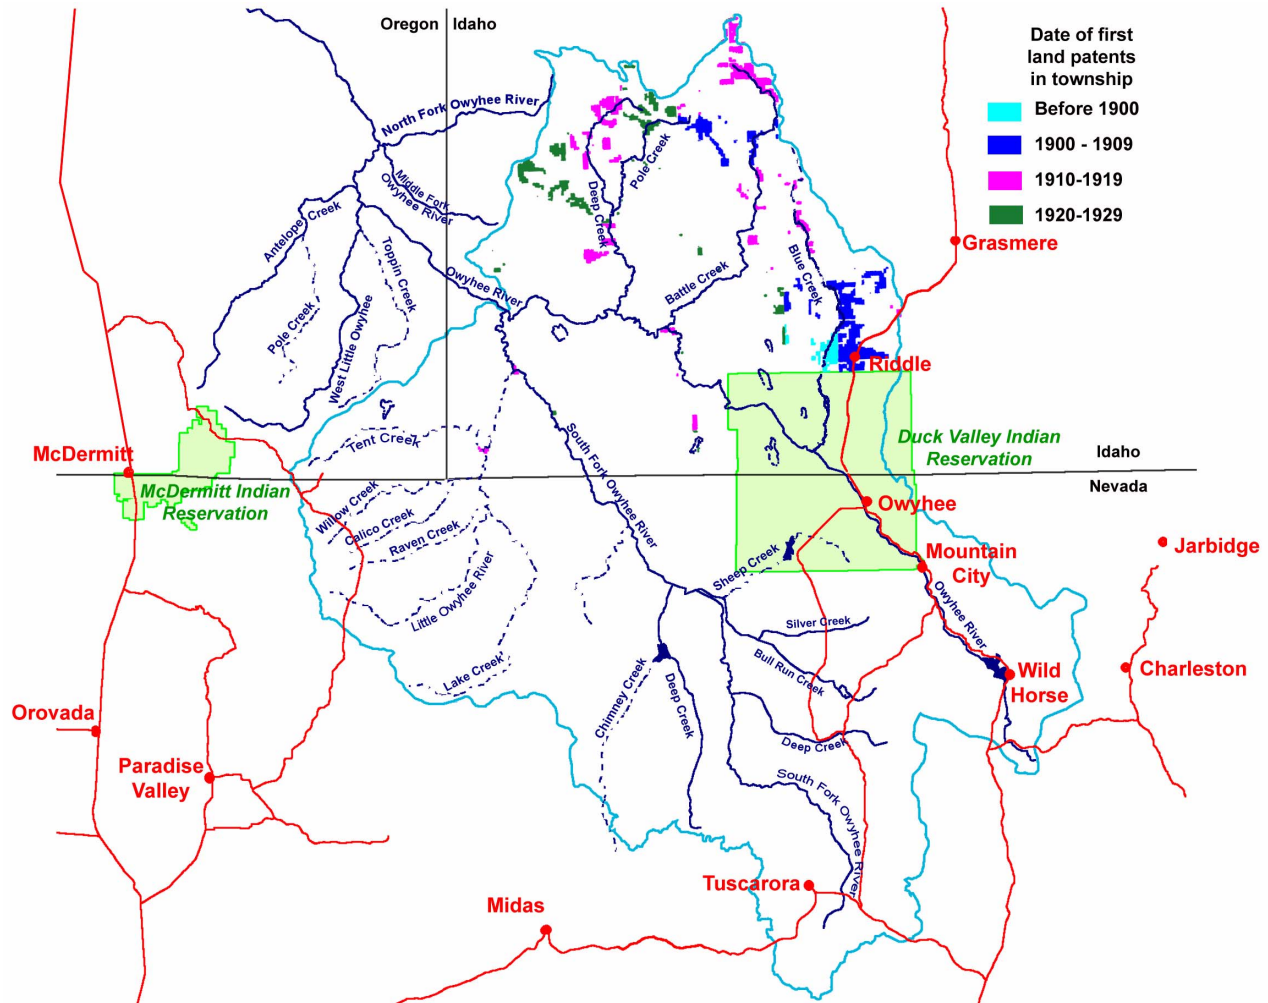 Oregon
Idaho
Date of first
land patents
in township
Before 1900
1900 - 1909
1910-1919
1920-1929
North Fork Owyhee River
Middle Fork
Owyhee River
Antelope Creek
Toppin Creek
Owyhee River
Pole Creek
West Little Owyhee
Deep Creek
Pole Creek
Battle Creek
Blue Creek
Grasmere
Riddle
McDermitt
McDermitt Indian
Reservation
Tent Creek
Willow Creek
Calico Creek
Raven Creek
Little Owyhee River
Lake Creek
South Fork Owyhee River
Duck Valley Indian
Reservation
Idaho
Nevada
Owyhee
Mountain
City
Jarbidge
Sheep Creek
Silver Creek
Bull Run Creek
Owyhee River
Wild
Horse
Charleston
Chimney Creek
Deep Creek
Deep Creek
South Fork Owyhee River
Orovada
Paradise
Valley
Tuscarora
Midas